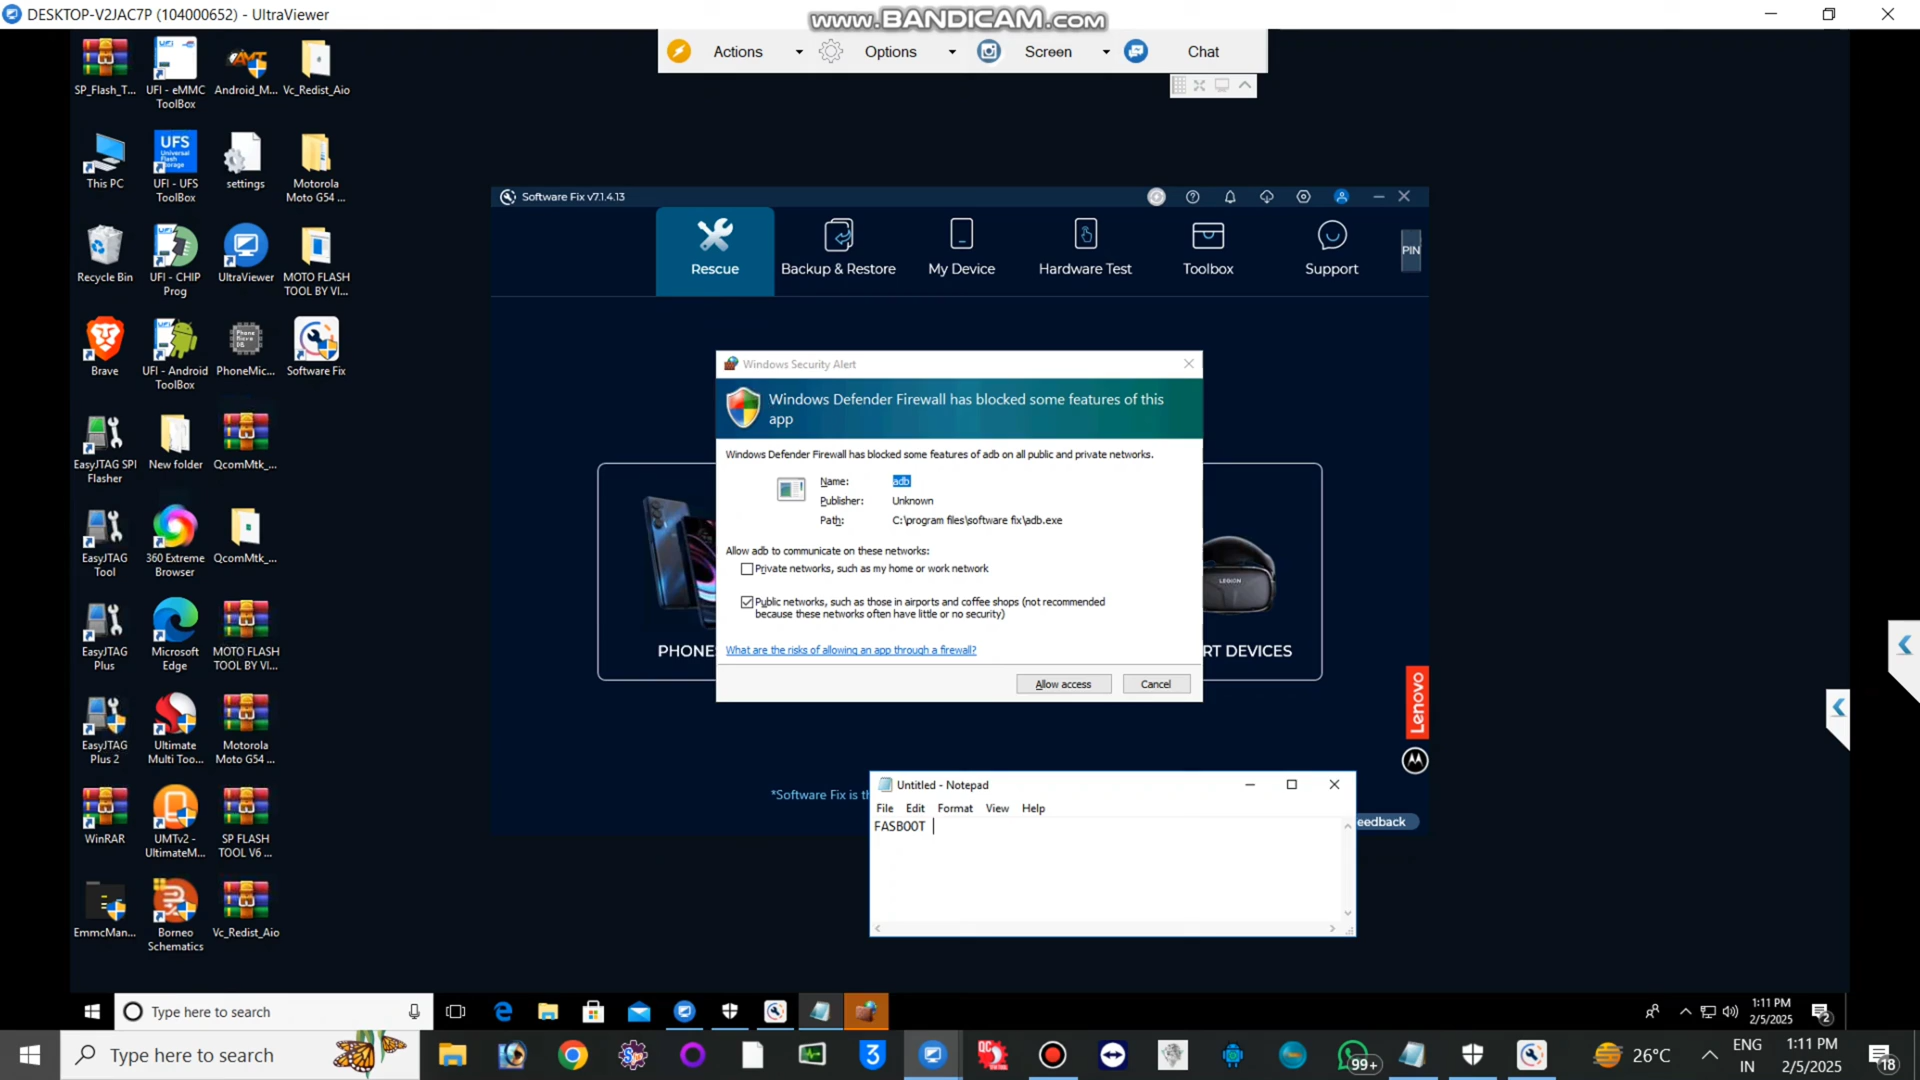 DESKTOP-V2JAC7P (104000652) - UltraViewer
www.BANDICAM.com
Actions
Options
Screen
Chat
SP_Flash_T...
UFI - eMMC
ToolBox
Android_M...
Vc_Redist_Aio
This PC
UFS
Universal
Flash
Storage
UFI - UFS
ToolBox
settings
Motorola
Moto G54 ...
Recycle Bin
UFI - CHIP
Prog
UltraViewer
MOTO FLASH
TOOL BY VI...
Brave
UFI - Android
ToolBox
PhoneMic...
Software Fix
EasyJTAG SPI
Flasher
New folder
QcomMtk_...
EasyJTAG
Tool
360 Extreme
Browser
QcomMtk_...
EasyJTAG
Plus
Microsoft
Edge
MOTO FLASH
TOOL BY VI...
EasyJTAG
Plus 2
Ultimate
Multi Too...
Motorola
Moto G54 ...
WinRAR
UMTv2 -
UltimateM...
SP FLASH
TOOL V6 ...
EmmcMan...
Borneo
Schematics
Vc_Redist_Aio
Software Fix v7.1.4.13
Rescue
Backup & Restore
My Device
Hardware Test
Toolbox
Support
PIN
Windows Security Alert
Windows Defender Firewall has blocked some features of this
app
Windows Defender Firewall has blocked some features of adb on all public and private networks.
Name: adb
Publisher: Unknown
Path: C:\program files\software fix\adb.exe
Allow adb to communicate on these networks:
Private networks, such as my home or work network
Public networks, such as those in airports and coffee shops (not recommended
because these networks often have little or no security)
What are the risks of allowing an app through a firewall?
Allow access
Cancel
PHONES
LEGION
RT DEVICES
Lenovo
*Software Fix is th
eedback
Untitled - Notepad
File Edit Format View Help
FASBOOT
Type here to search
1:11 PM
2/5/2025
2
Type here to search
99+
26°C
ENG
IN
1:11 PM
2/5/2025
18